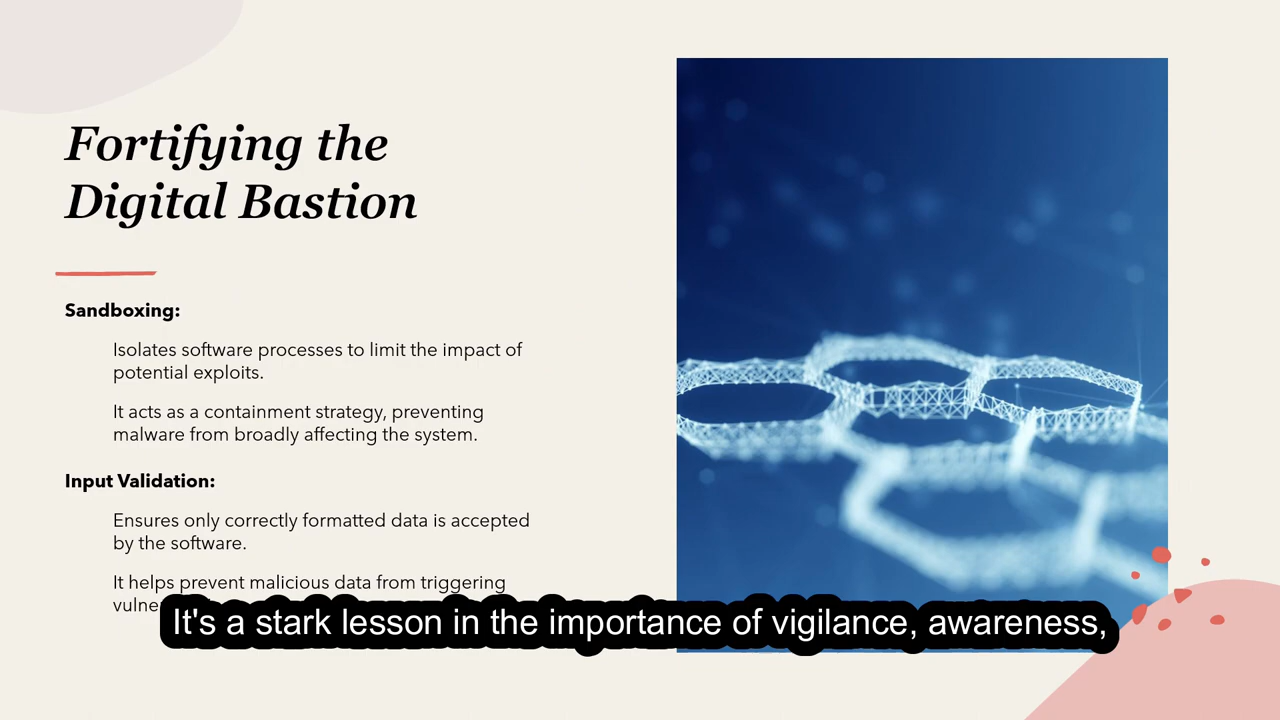 Fortifying the
Digital Bastion
Sandboxing:
Isolates software processes to limit the impact of
potential exploits.
It acts as a containment strategy, preventing
malware from broadly affecting the system.
Input Validation:
Ensures only correctly formatted data is accepted
by the software.
It helps prevent malicious data from triggering
It's a stark lesson in the importance of vigilance, awareness,